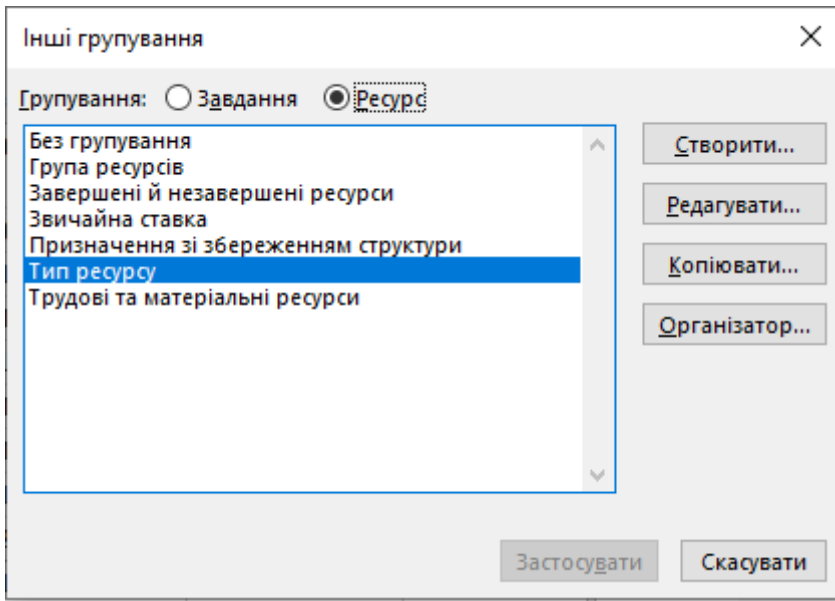 Інші групування
Групування: Завдання Ресурс
Без групування
Група ресурсів
Завершені й незавершені ресурси
Звичайна ставка
Призначення зі збереженням структури
Тип ресурсу
Трудові та матеріальні ресурси
Створити...
Редагувати...
Копіювати...
Організатор...
Застосувати Скасувати